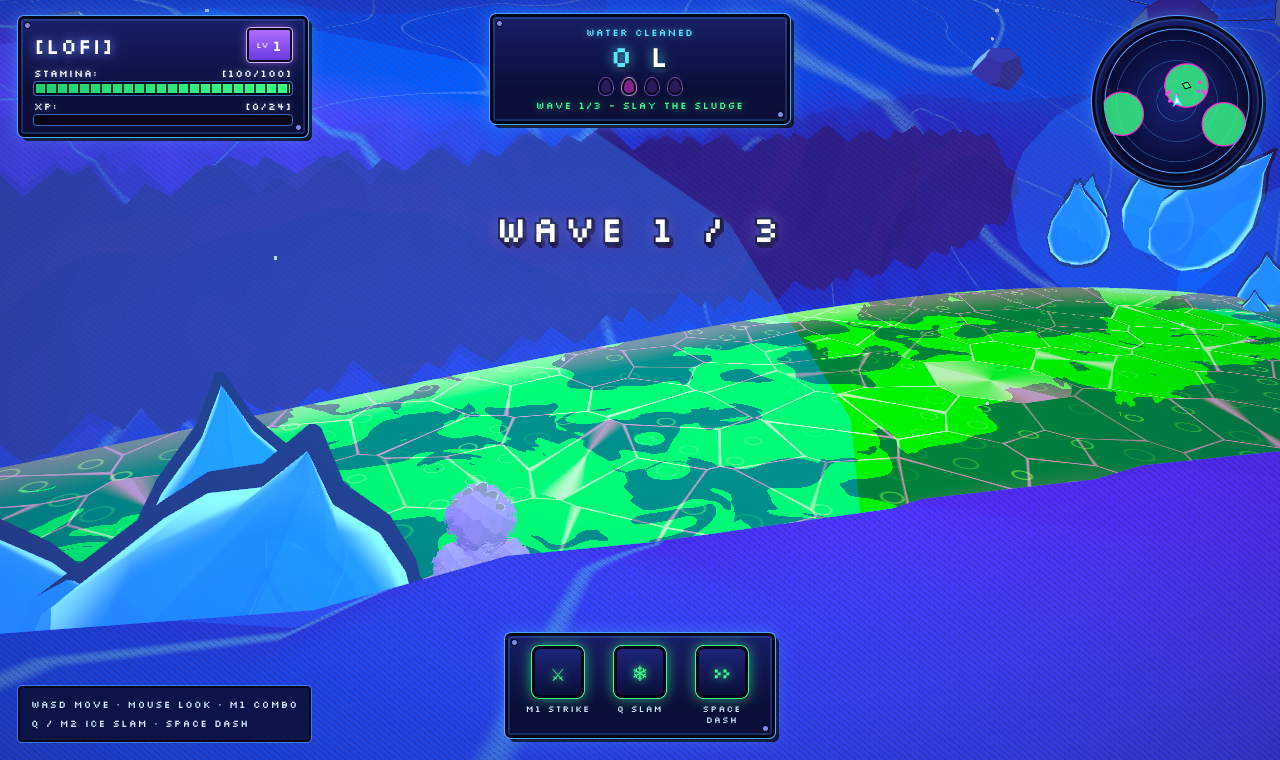 [LOFI]
LV 1
STAMINA: [100/100]
XP: [0/24]
WATER CLEANED
0 L
WAVE 1/3 - SLAY THE SLUDGE
WAVE 1 / 3
M1 STRIKE
Q SLAM
SPACE DASH
WASD MOVE · MOUSE LOOK · M1 COMBO
Q / M2 ICE SLAM · SPACE DASH